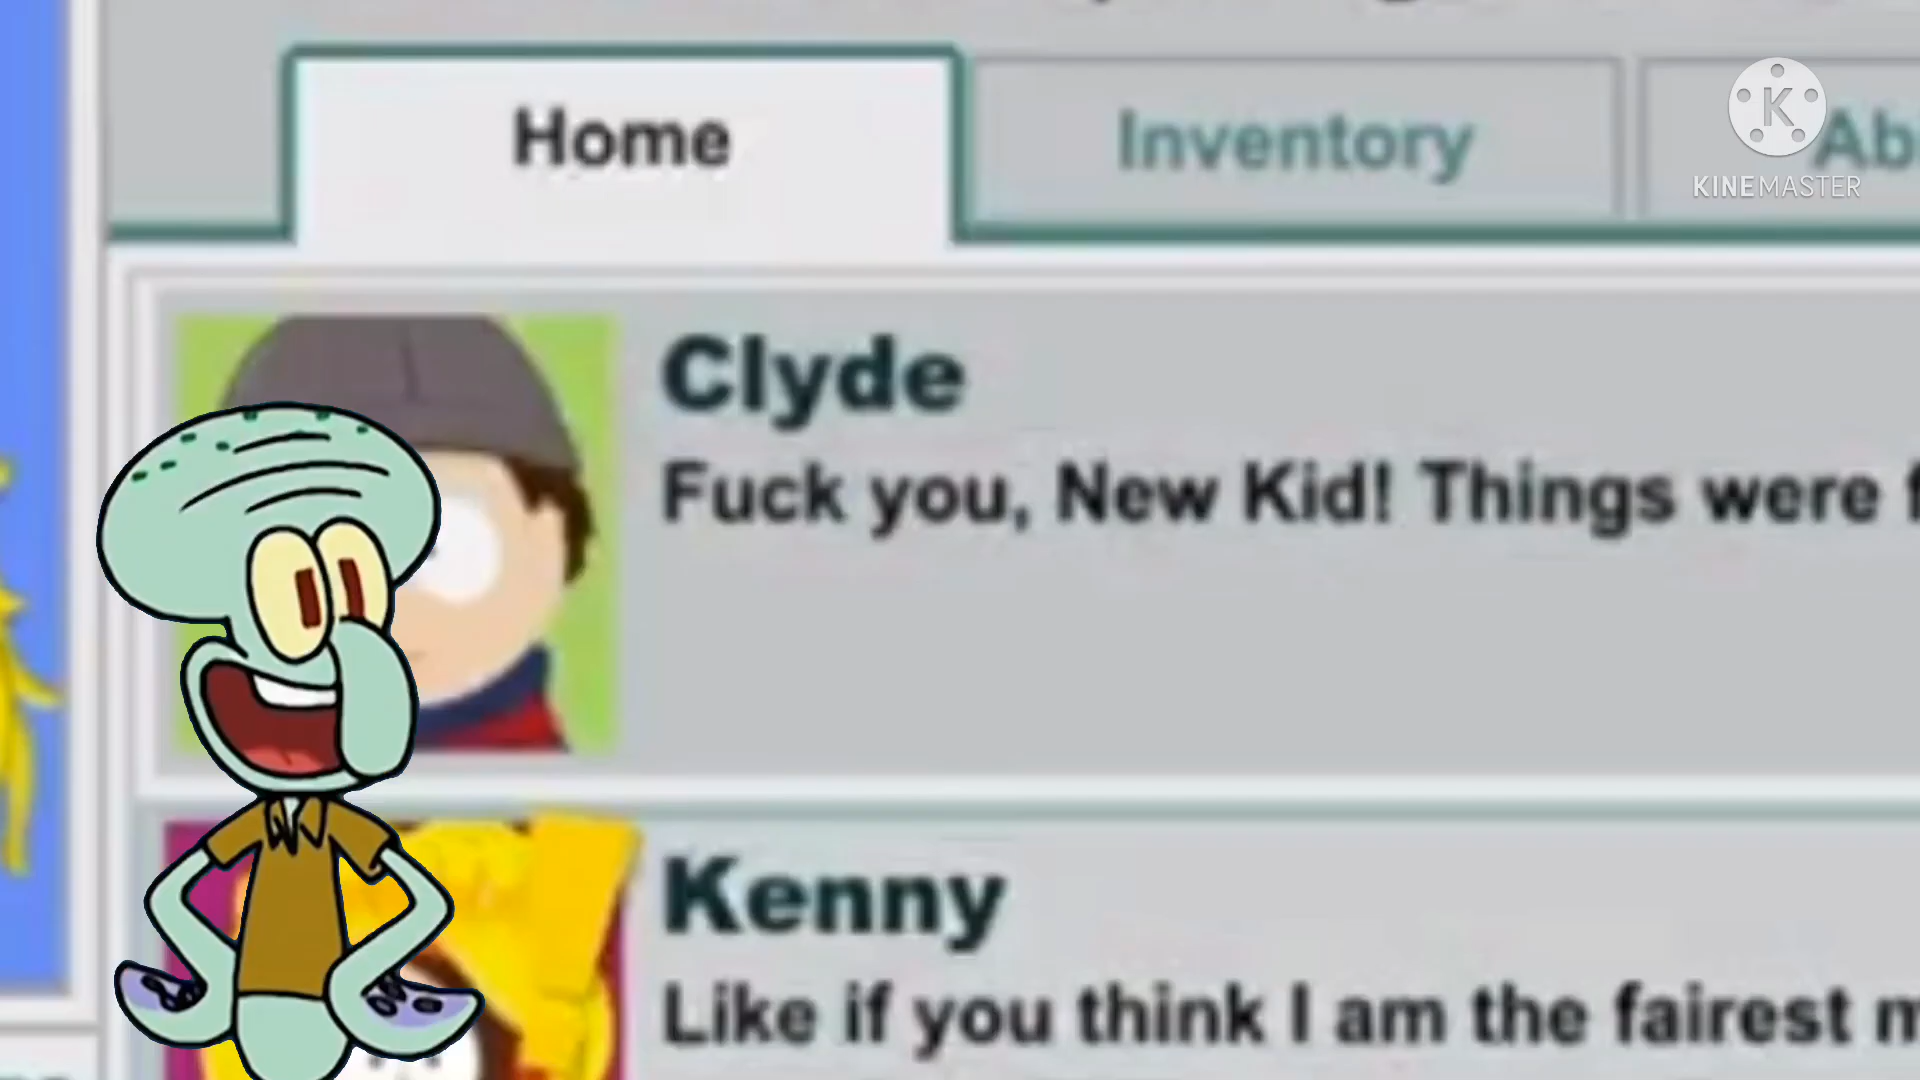 Home
Inventory
Ab
K
KINEMASTER
Clyde
Fuck you, New Kid! Things were f
Kenny
Like if you think I am the fairest m